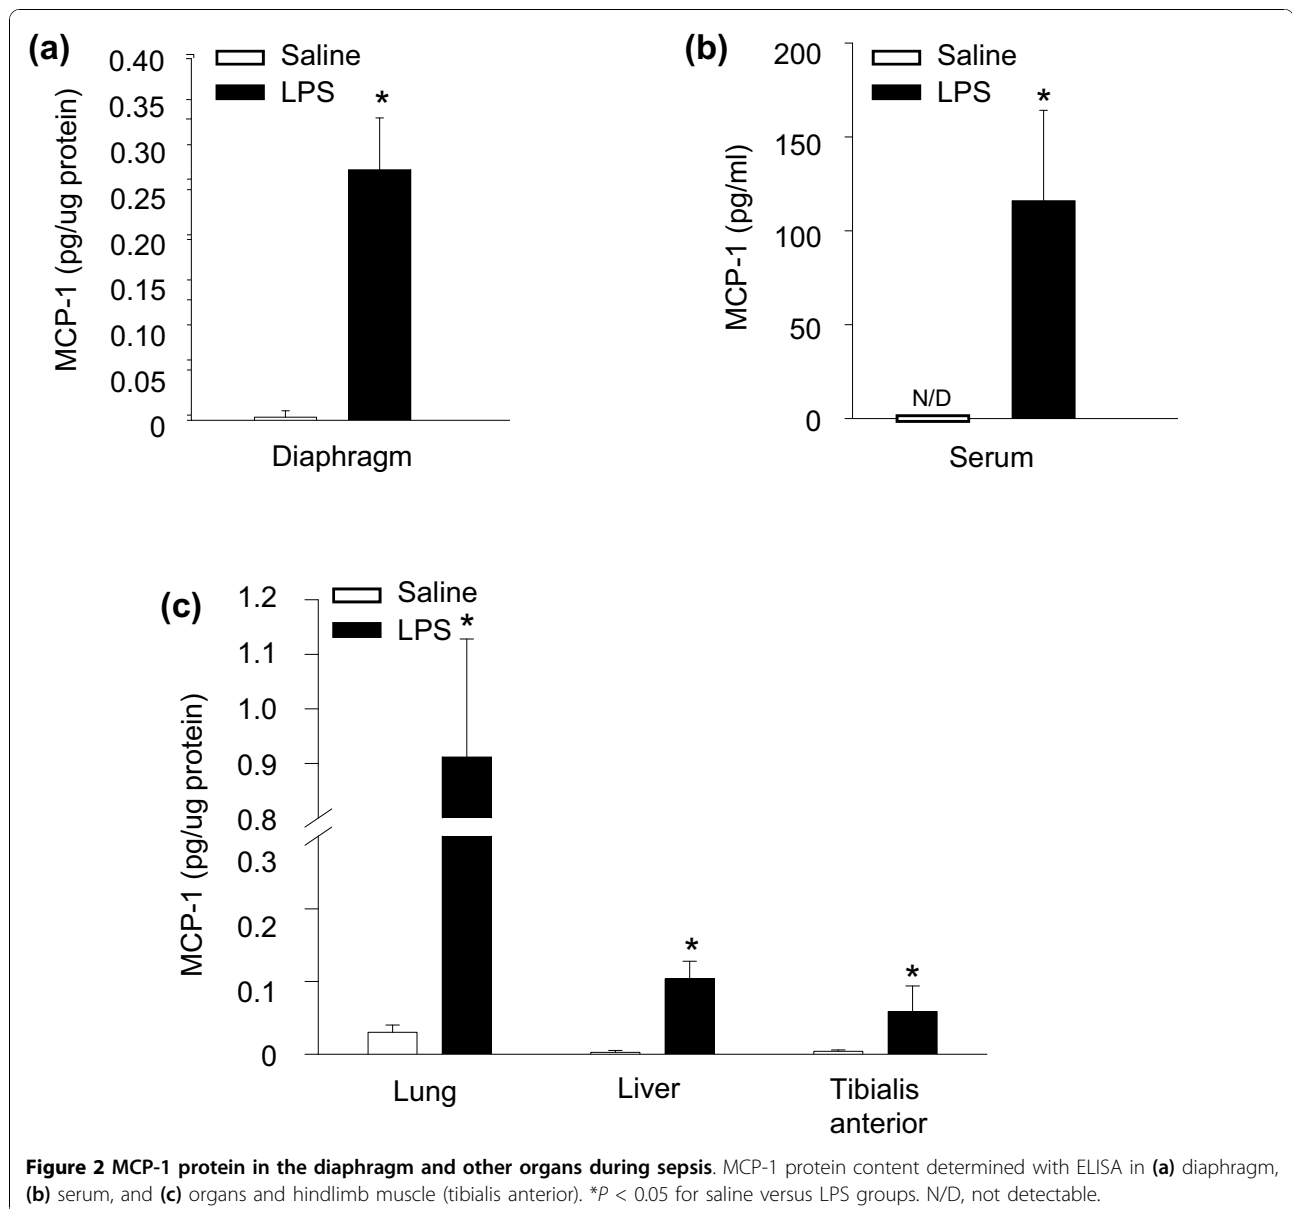 (a)
MCP-1 (pg/ug protein)
0.40
0.35
0.30
0.25
0.20
0.15
0.10
0.05
0
Saline
LPS
*
Diaphragm
(b)
MCP-1 (pg/ml)
200
150
100
50
0
Saline
LPS
*
N/D
Serum
(c)
MCP-1 (pg/ug protein)
1.2
1.1
1.0
0.9
0.8
0.3
0.2
0.1
0
Saline
LPS
*
*
*
Lung
Liver
Tibialis
anterior
Figure 2 MCP-1 protein in the diaphragm and other organs during sepsis. MCP-1 protein content determined with ELISA in (a) diaphragm,
(b) serum, and (c) organs and hindlimb muscle (tibialis anterior). *P < 0.05 for saline versus LPS groups. N/D, not detectable.